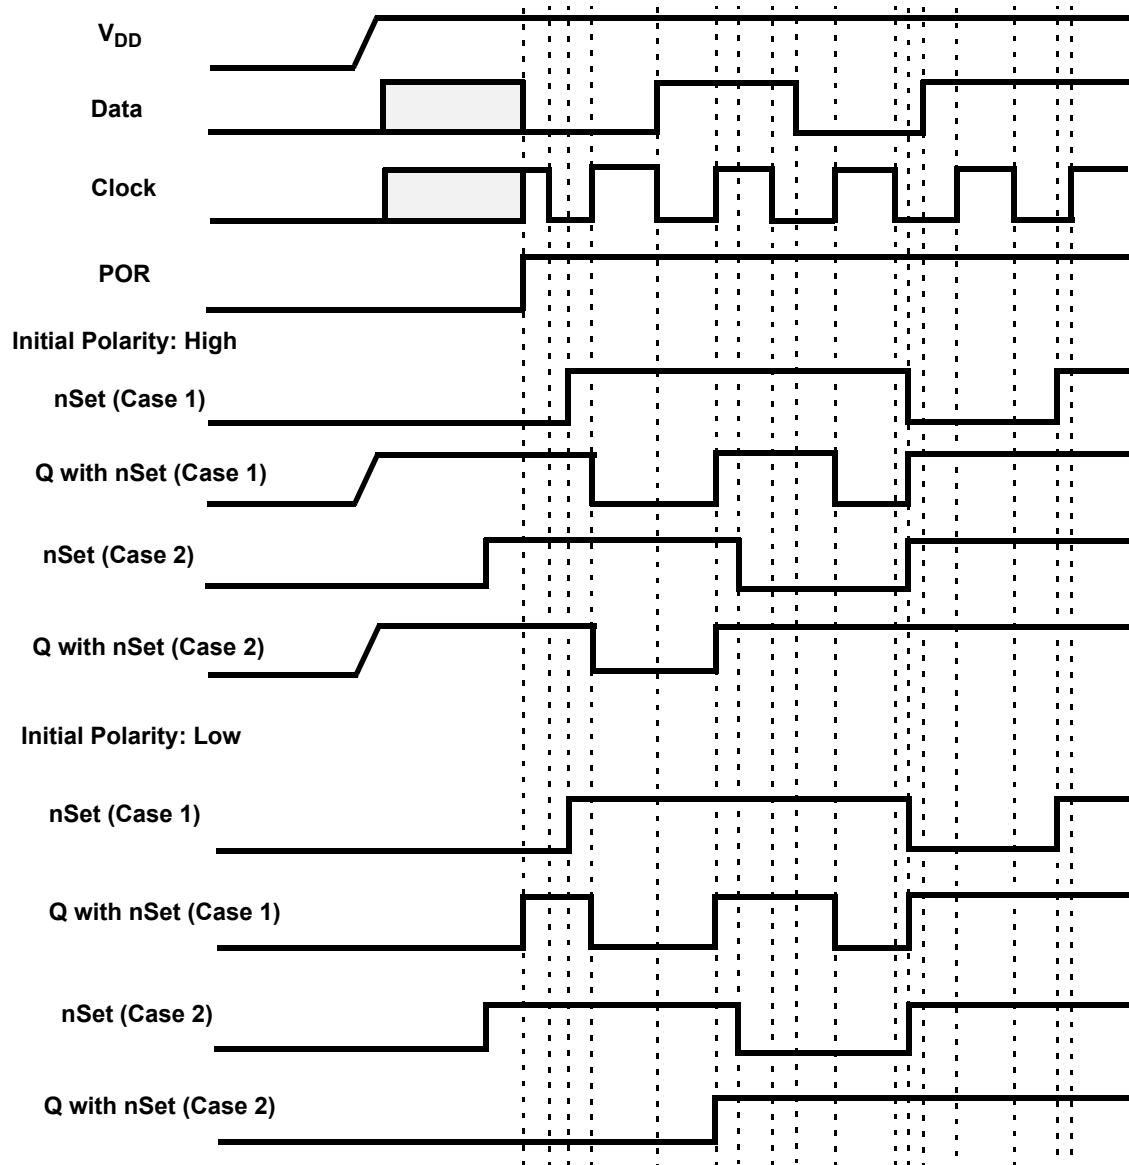 VDD
Data
Clock
POR
Initial Polarity: High
nSet (Case 1)
Q with nSet (Case 1)
nSet (Case 2)
Q with nSet (Case 2)
Initial Polarity: Low
nSet (Case 1)
Q with nSet (Case 1)
nSet (Case 2)
Q with nSet (Case 2)